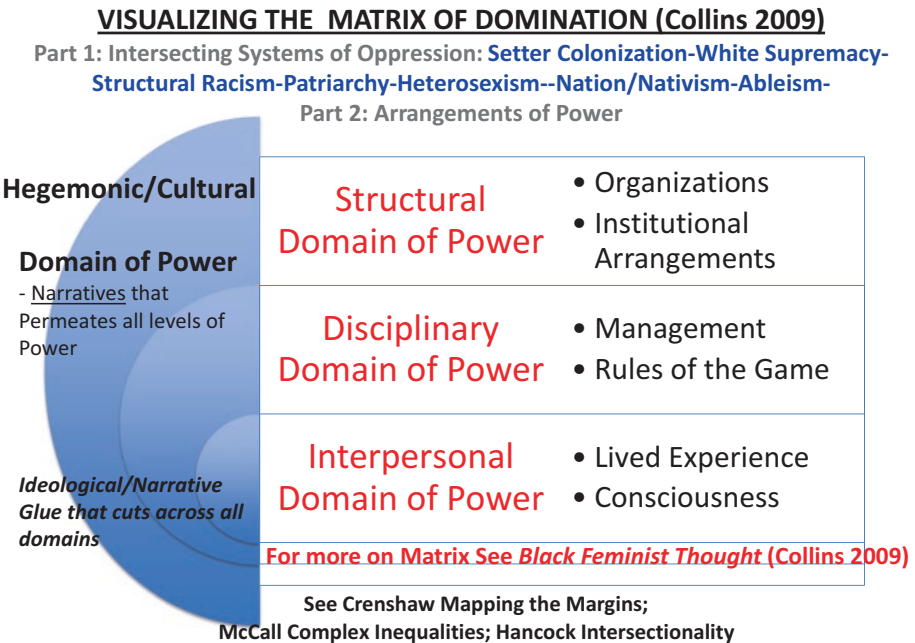 VISUALIZING THE MATRIX OF DOMINATION (Collins 2009)
Part 1: Intersecting Systems of Oppression: Setter Colonization-White Supremacy-
Structural Racism-Patriarchy-Heterosexism--Nation/Nativism-Ableism-
Part 2: Arrangements of Power
Hegemonic/Cultural
Domain of Power
- Narratives that
Permeates all levels of
Power
Ideological/Narrative
Glue that cuts across all
domains
Structural
Domain of Power
• Organizations
• Institutional
Arrangements
Disciplinary
Domain of Power
• Management
• Rules of the Game
Interpersonal
Domain of Power
• Lived Experience
• Consciousness
For more on Matrix See Black Feminist Thought (Collins 2009)
See Crenshaw Mapping the Margins;
McCall Complex Inequalities; Hancock Intersectionality